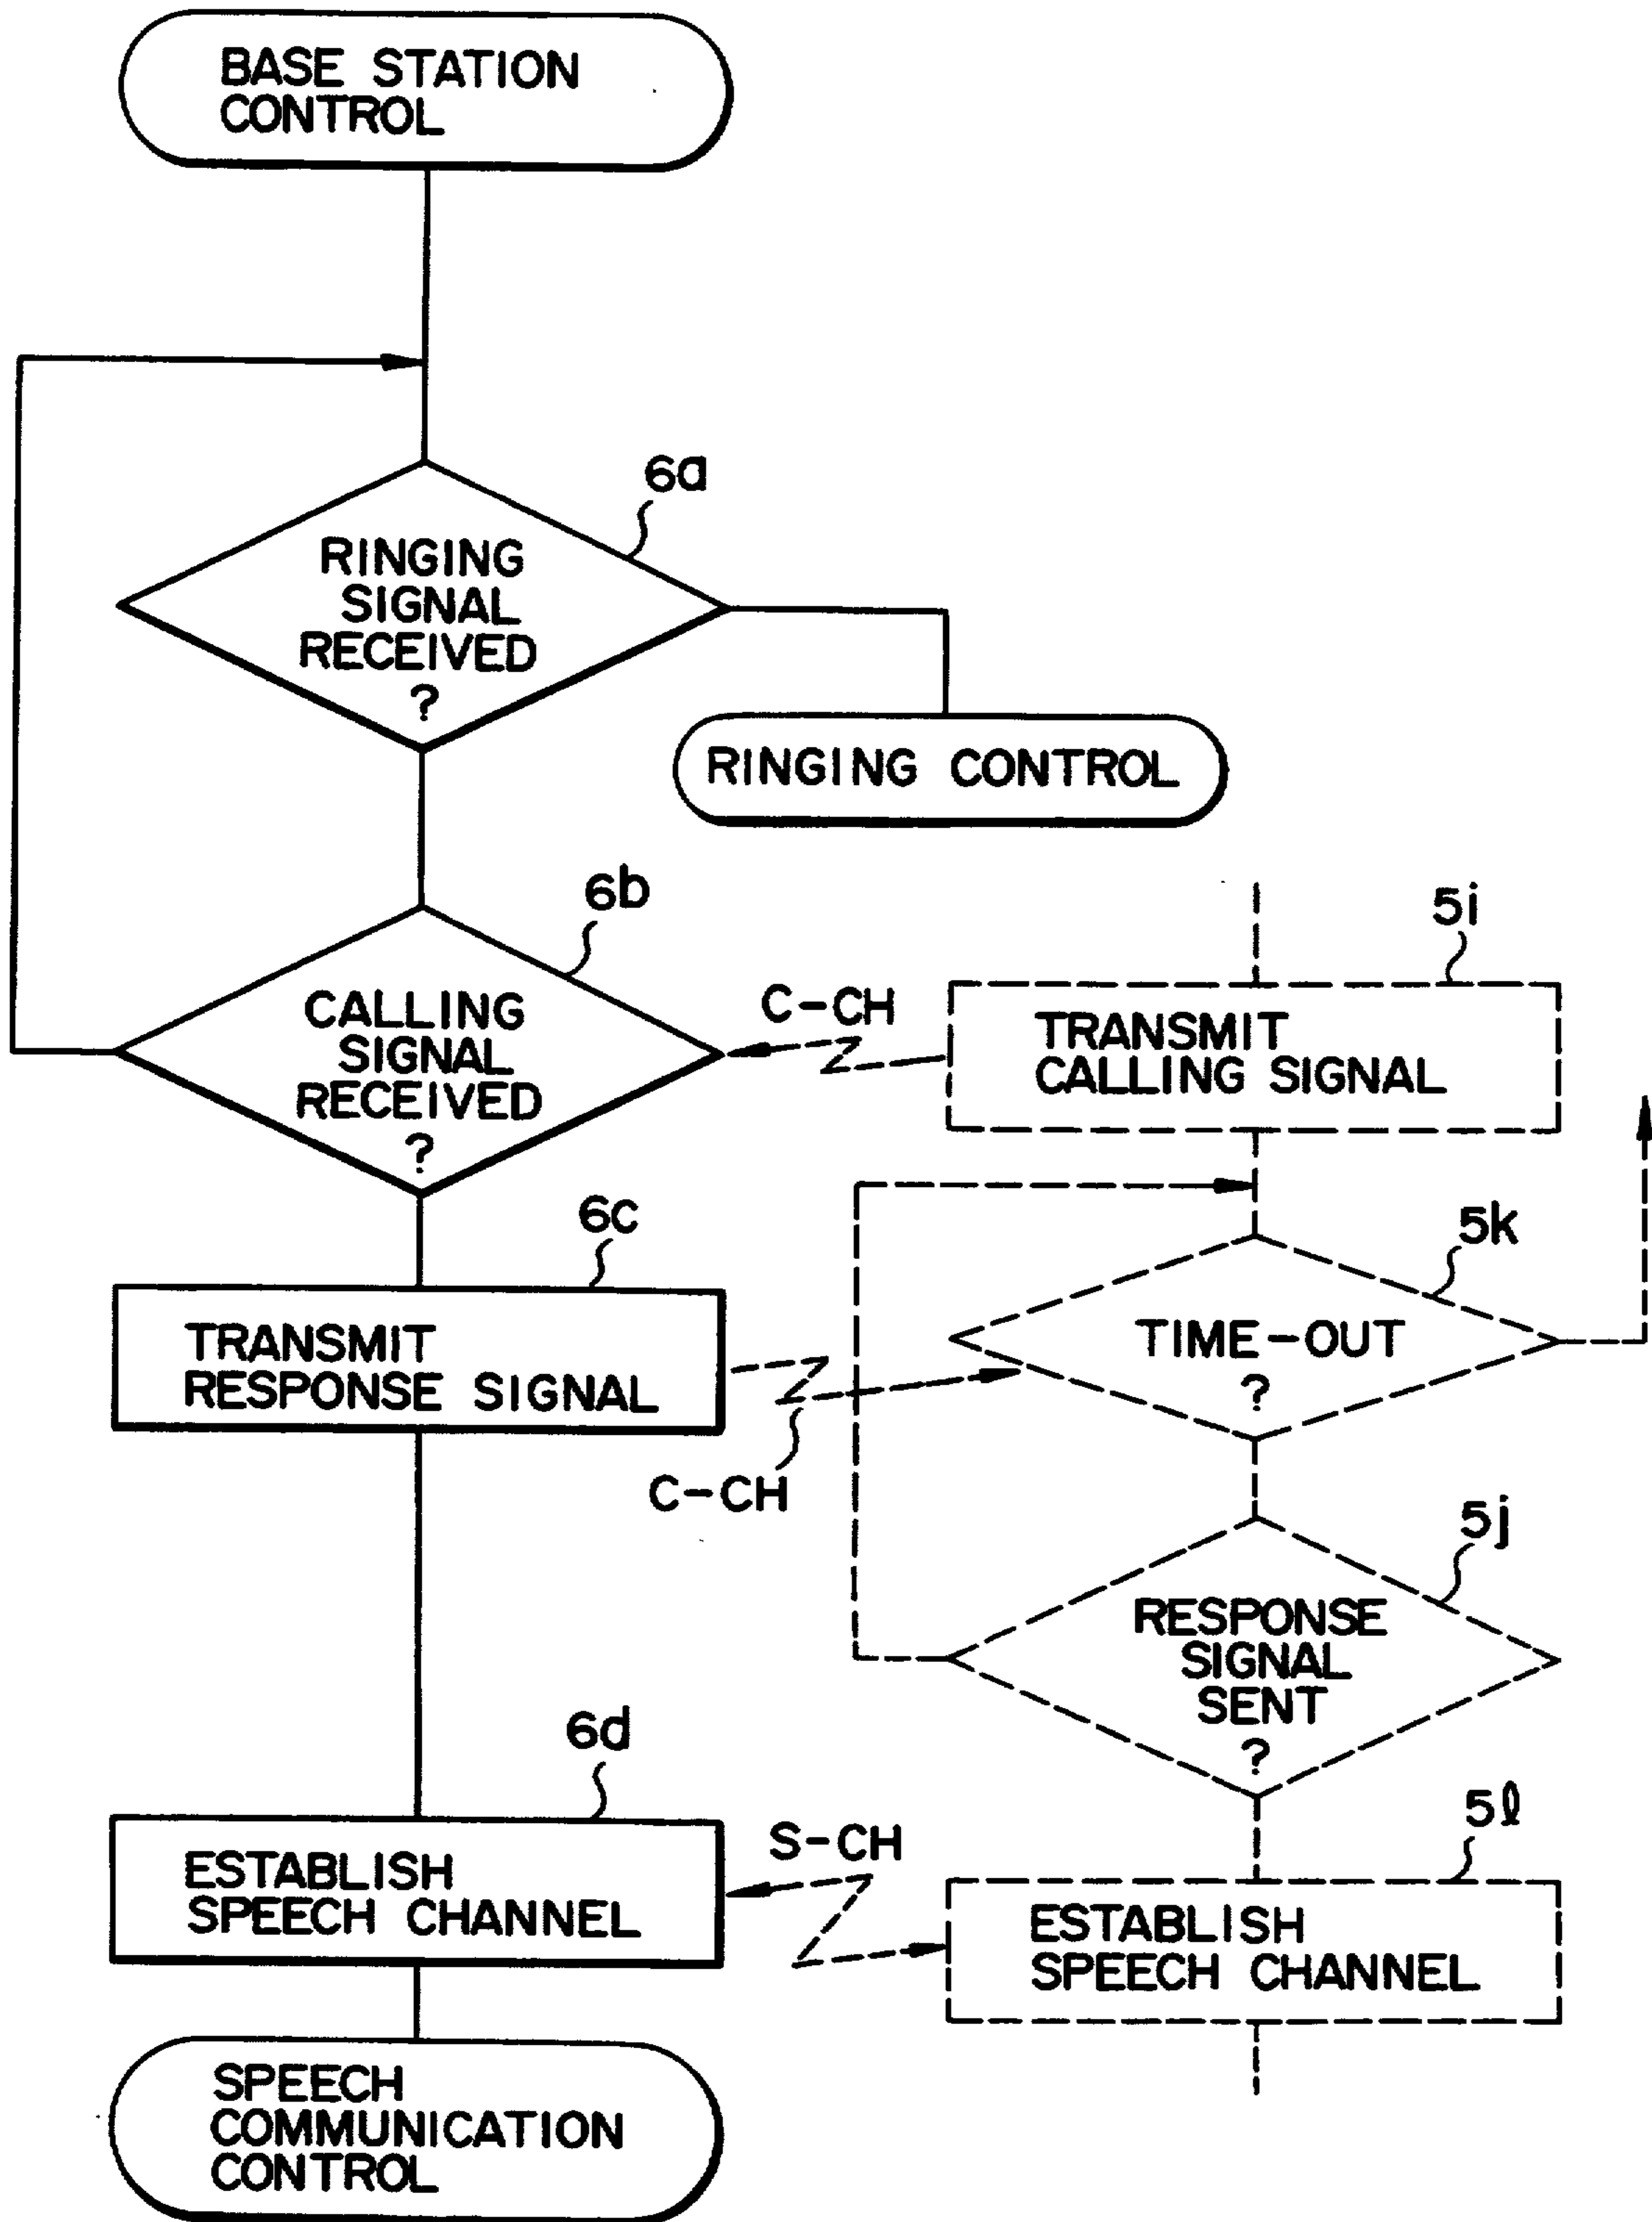 BASE STATION
CONTROL
6a
RINGING
SIGNAL
RECEIVED
?
RINGING CONTROL
6b
CALLING
SIGNAL
RECEIVED
?
C-CH
5i
TRANSMIT
CALLING SIGNAL
6c
TRANSMIT
RESPONSE SIGNAL
C-CH
5k
TIME-OUT
?
5j
RESPONSE
SIGNAL
SENT
?
6d
ESTABLISH
SPEECH CHANNEL
S-CH
5ℓ
ESTABLISH
SPEECH CHANNEL
SPEECH
COMMUNICATION
CONTROL